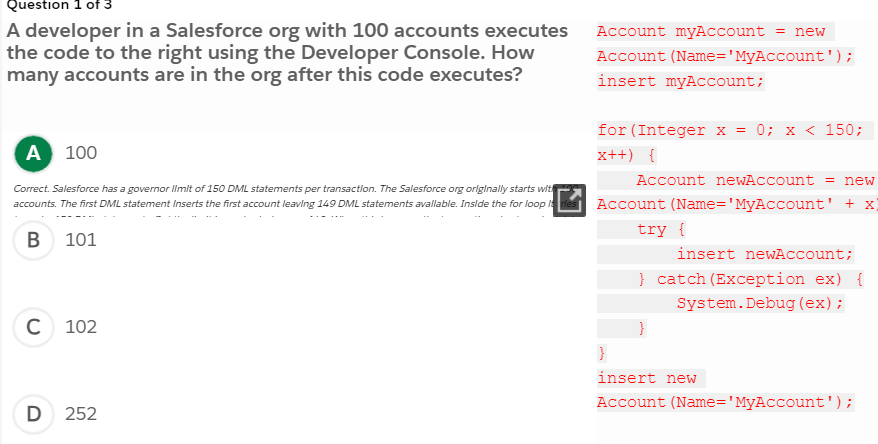 Question 1 of 3
A developer in a Salesforce org with 100 accounts executes
the code to the right using the Developer Console. How
many accounts are in the org after this code executes?
A 100
Correct. Salesforce has a governor limit of 150 DML statements per transaction. The Salesforce org originally starts with
accounts. The first DML statement inserts the first account leaving 149 DML statements available. Inside the for loop
B 101
C 102
D 252
Account myAccount = new
Account(Name='MyAccount');
insert myAccount;
for(Integer x = 0; x < 150;
x++) {
Account newAccount = new
Account(Name='MyAccount' + x)
try {
insert newAccount;
} catch(Exception ex) {
System.Debug(ex);
}
}
insert new
Account(Name='MyAccount');